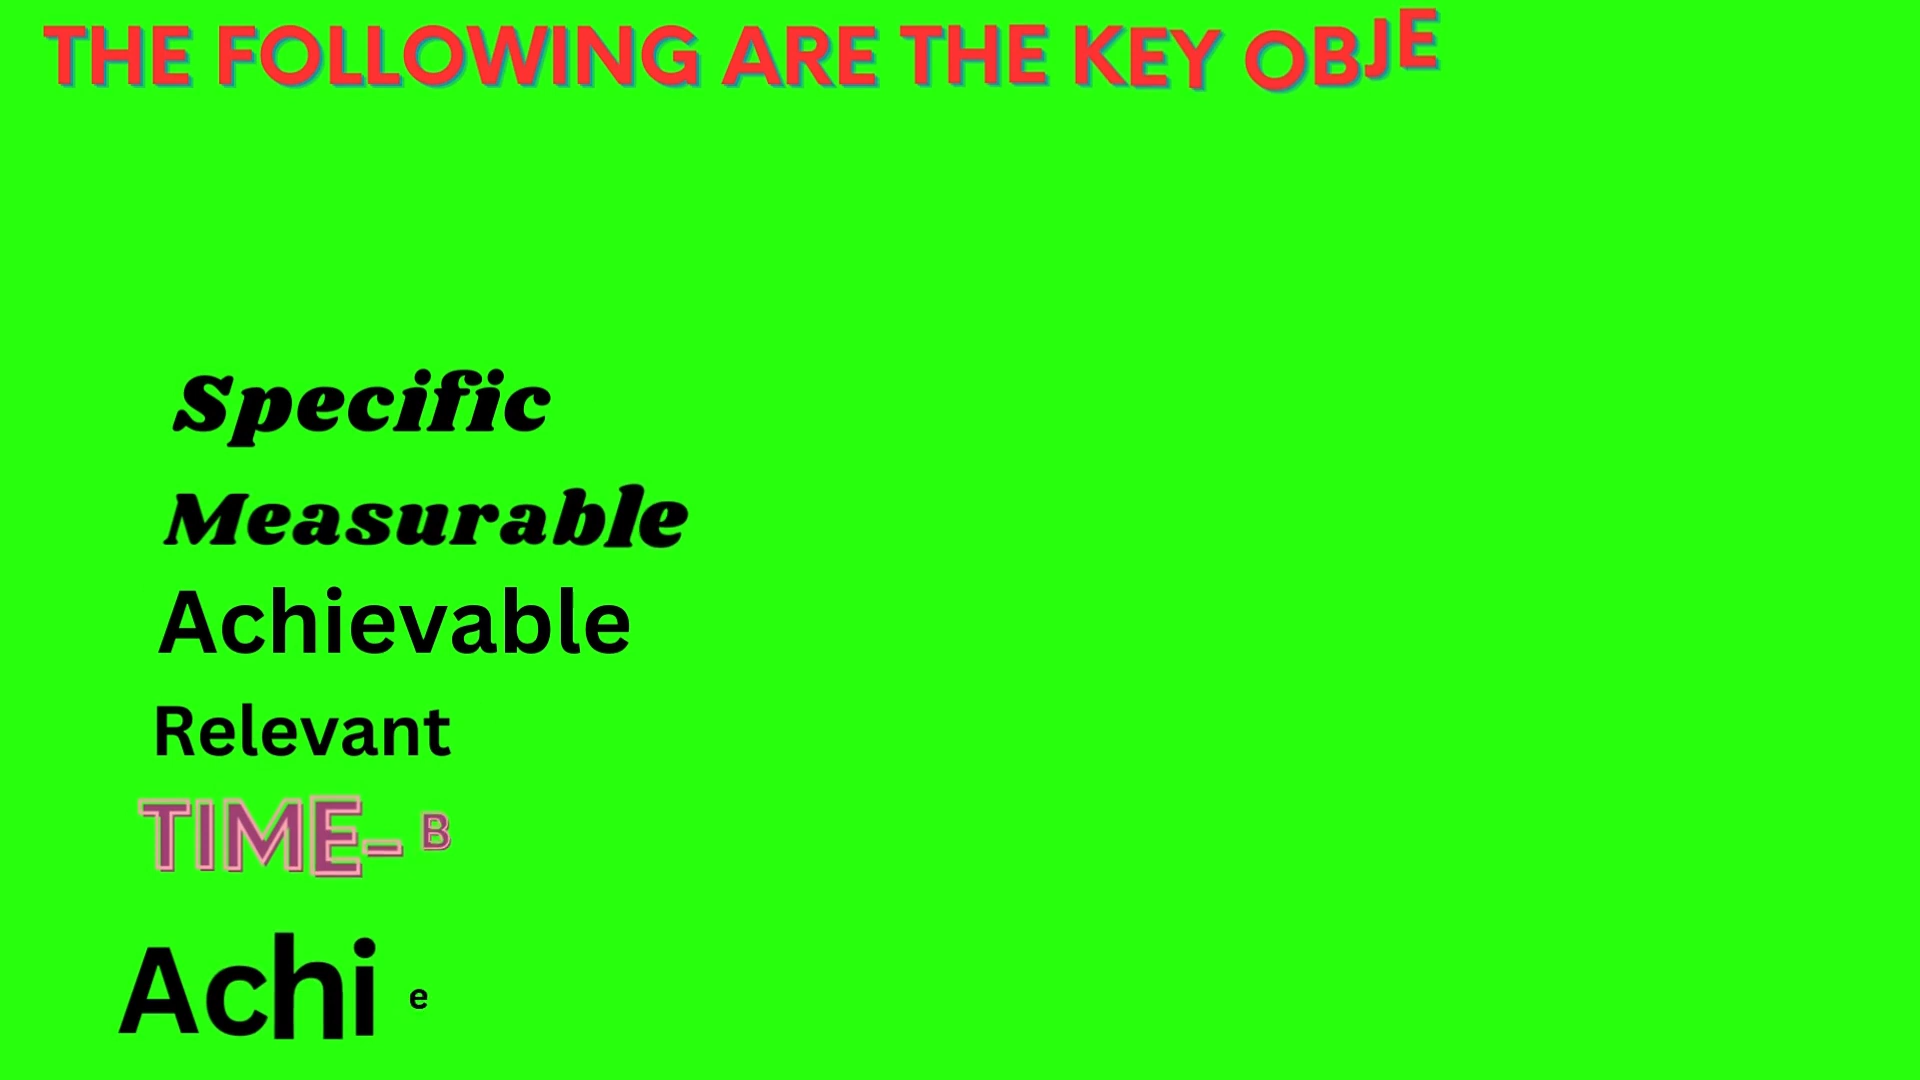 THE FOLLOWING ARE THE KEY OBJE
Specific
Measurable
Achievable
Relevant
TIME- B
Achi e